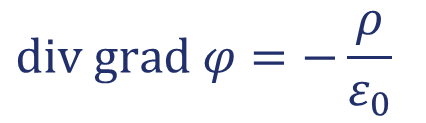 div grad φ = − ρ/ε₀